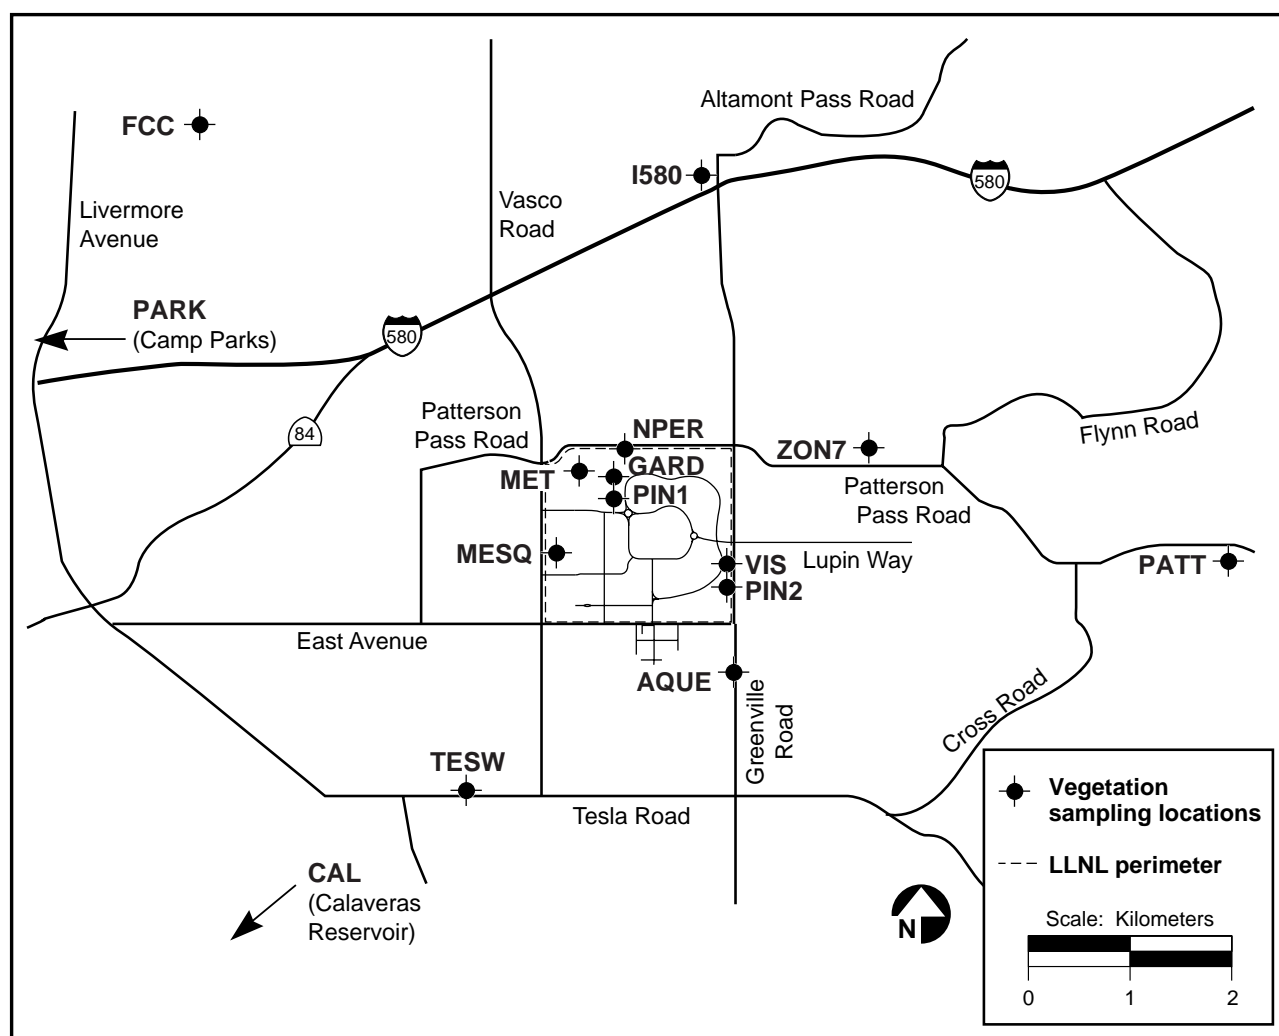 Altamont Pass Road
FCC
I580
580
Livermore
Avenue
Vasco
Road
PARK
(Camp Parks)
580
84
Patterson
Pass Road
NPER
ZON7
Flynn Road
MET
GARD
PIN1
Patterson
Pass Road
MESQ
VIS
Lupin Way
PATT
PIN2
East Avenue
AQUE
Greenville
Road
Cross Road
TESW
Tesla Road
CAL
(Calaveras
Reservoir)
N
Vegetation
sampling locations
LLNL perimeter
Scale: Kilometers
0 1 2